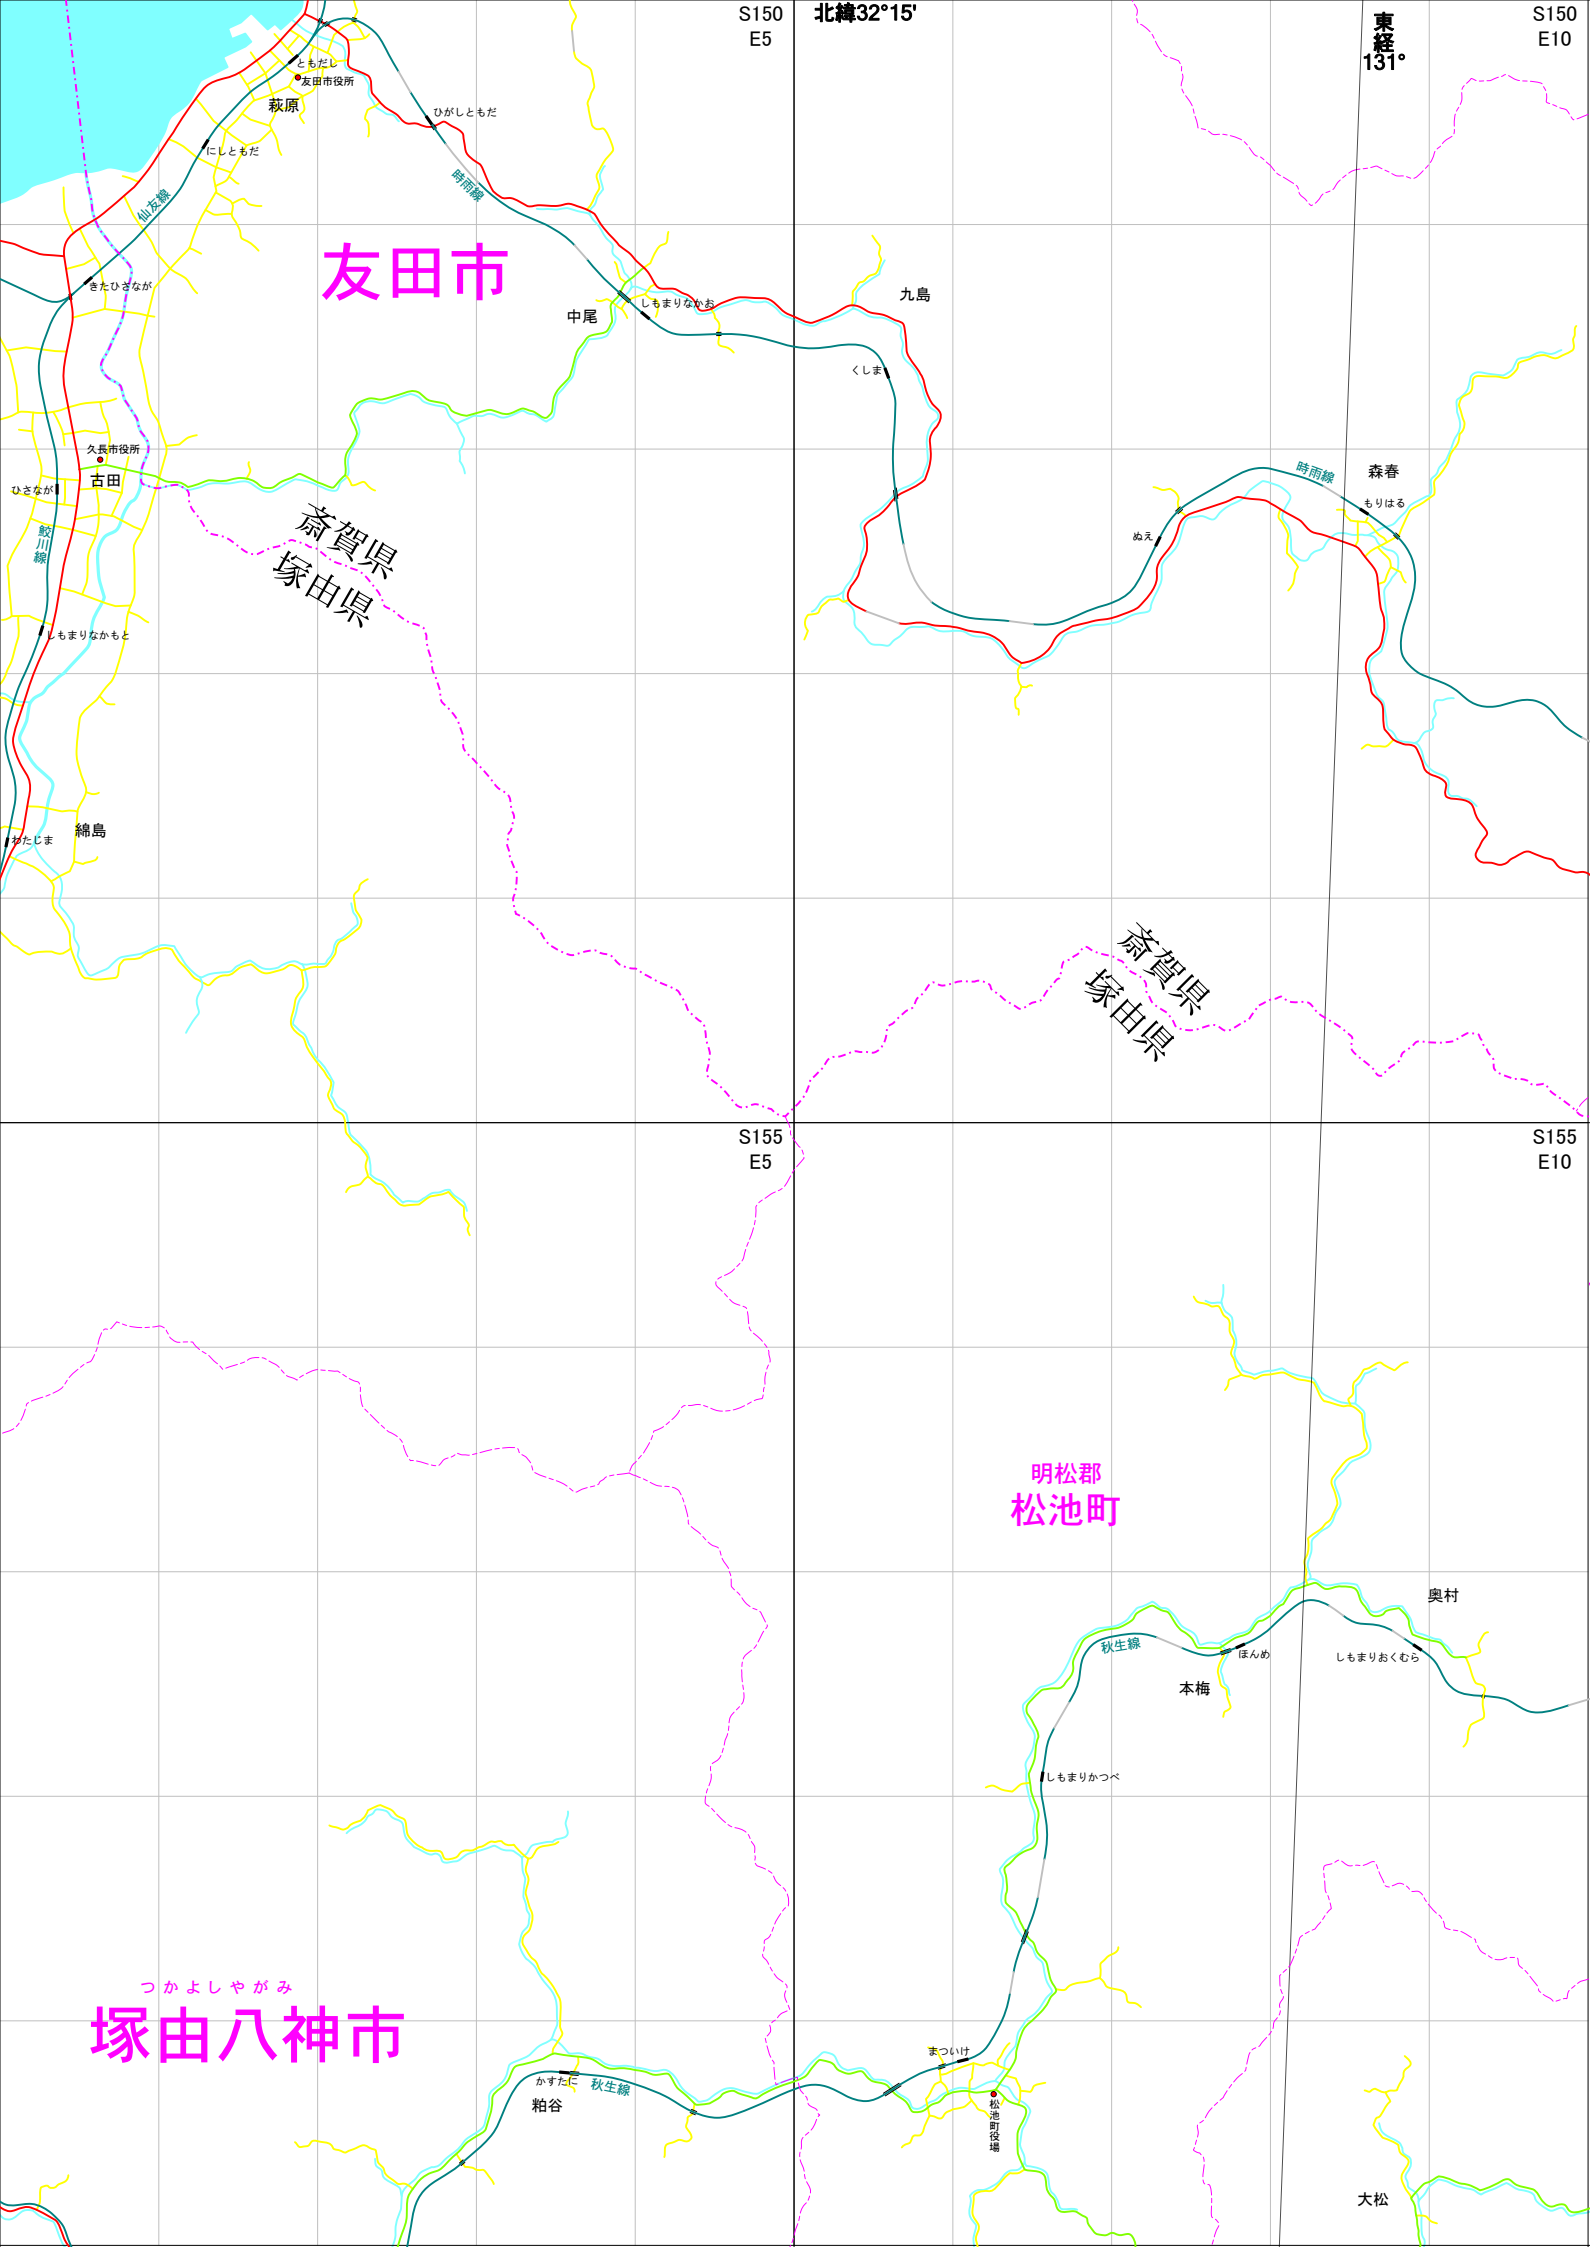 S150
E5
北緯32°15'
東経
131°
S150
E10
ともだし
友田市役所
萩原
ひがしともだ
にしともだ
仙友線
時雨線
友田市
きたひさなが
しもまりなかお
中尾
九島
くしま
久長市役所
古田
ひさなが
鮫川線
斎賀県
塚由県
時雨線
森春
もりはる
ぬえ
しもまりなかもと
綿島
わたじま
斎賀県
塚由県
S155
E5
S155
E10
明松郡
松池町
奥村
秋生線
ほんめ
しもまりおくむら
本梅
しもまりかつべ
つかよしやがみ
塚由八神市
まついけ
かすたに
秋生線
粕谷
松池町役場
大松